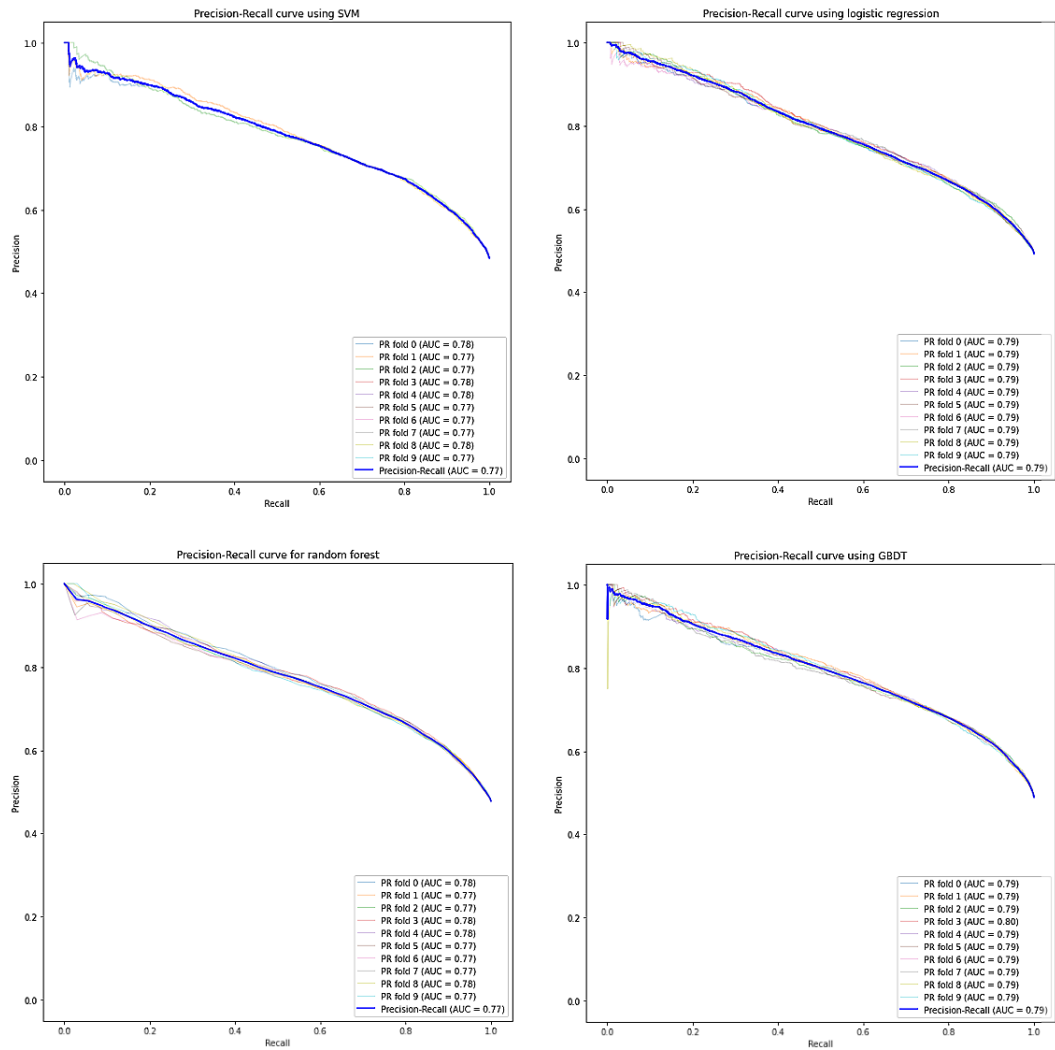 Precision-Recall curve using SVM
Precision
1.0
0.8
0.6
0.4
0.2
0.0
PR fold 0 (AUC = 0.78)
PR fold 1 (AUC = 0.77)
PR fold 2 (AUC = 0.77)
PR fold 3 (AUC = 0.78)
PR fold 4 (AUC = 0.78)
PR fold 5 (AUC = 0.77)
PR fold 6 (AUC = 0.77)
PR fold 7 (AUC = 0.77)
PR fold 8 (AUC = 0.78)
PR fold 9 (AUC = 0.77)
Precision-Recall (AUC = 0.77)
0.0 0.2 0.4 0.6 0.8 1.0
Recall
Precision-Recall curve using logistic regression
Precision
1.0
0.8
0.6
0.4
0.2
0.0
PR fold 0 (AUC = 0.79)
PR fold 1 (AUC = 0.79)
PR fold 2 (AUC = 0.79)
PR fold 3 (AUC = 0.79)
PR fold 4 (AUC = 0.79)
PR fold 5 (AUC = 0.79)
PR fold 6 (AUC = 0.79)
PR fold 7 (AUC = 0.79)
PR fold 8 (AUC = 0.79)
PR fold 9 (AUC = 0.79)
Precision-Recall (AUC = 0.79)
0.0 0.2 0.4 0.6 0.8 1.0
Recall
Precision-Recall curve for random forest
Precision
1.0
0.8
0.6
0.4
0.2
0.0
PR fold 0 (AUC = 0.78)
PR fold 1 (AUC = 0.77)
PR fold 2 (AUC = 0.77)
PR fold 3 (AUC = 0.78)
PR fold 4 (AUC = 0.78)
PR fold 5 (AUC = 0.77)
PR fold 6 (AUC = 0.77)
PR fold 7 (AUC = 0.77)
PR fold 8 (AUC = 0.78)
PR fold 9 (AUC = 0.77)
Precision-Recall (AUC = 0.77)
0.0 0.2 0.4 0.6 0.8 1.0
Recall
Precision-Recall curve using GBDT
Precision
1.0
0.8
0.6
0.4
0.2
0.0
PR fold 0 (AUC = 0.79)
PR fold 1 (AUC = 0.79)
PR fold 2 (AUC = 0.79)
PR fold 3 (AUC = 0.80)
PR fold 4 (AUC = 0.79)
PR fold 5 (AUC = 0.79)
PR fold 6 (AUC = 0.79)
PR fold 7 (AUC = 0.79)
PR fold 8 (AUC = 0.79)
PR fold 9 (AUC = 0.79)
Precision-Recall (AUC = 0.79)
0.0 0.2 0.4 0.6 0.8 1.0
Recall